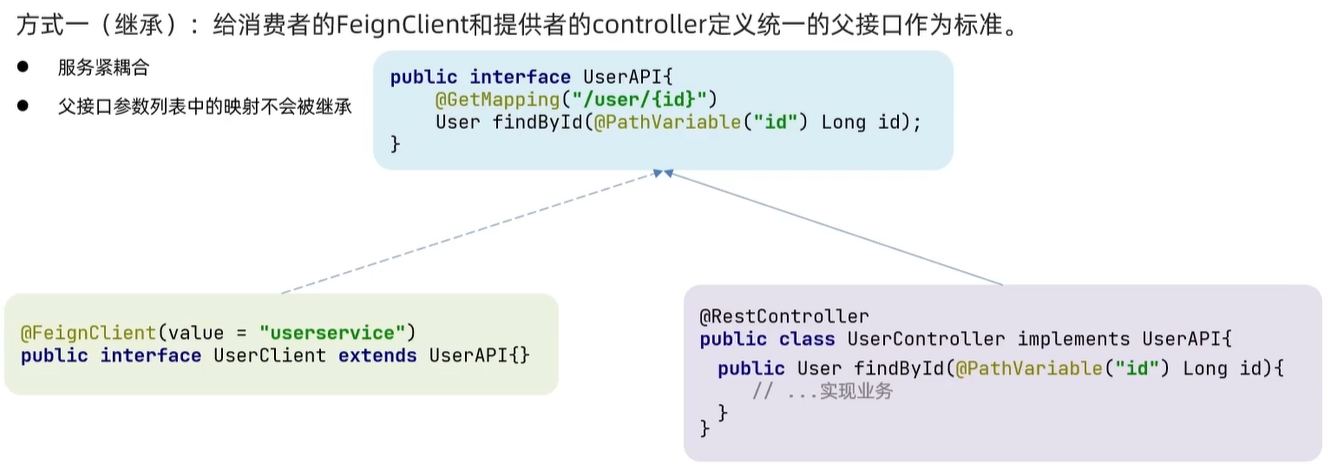 方式一（继承）：给消费者的FeignClient和提供者的controller定义统一的父接口作为标准。
● 服务紧耦合
● 父接口参数列表中的映射不会被继承
public interface UserAPI{
    @GetMapping("/user/{id}")
    User findById(@PathVariable("id") Long id);
}
@FeignClient(value = "userservice")
public interface UserClient extends UserAPI{}
@RestController
public class UserController implements UserAPI{
  public User findById(@PathVariable("id") Long id){
    // ...实现业务
  }
}